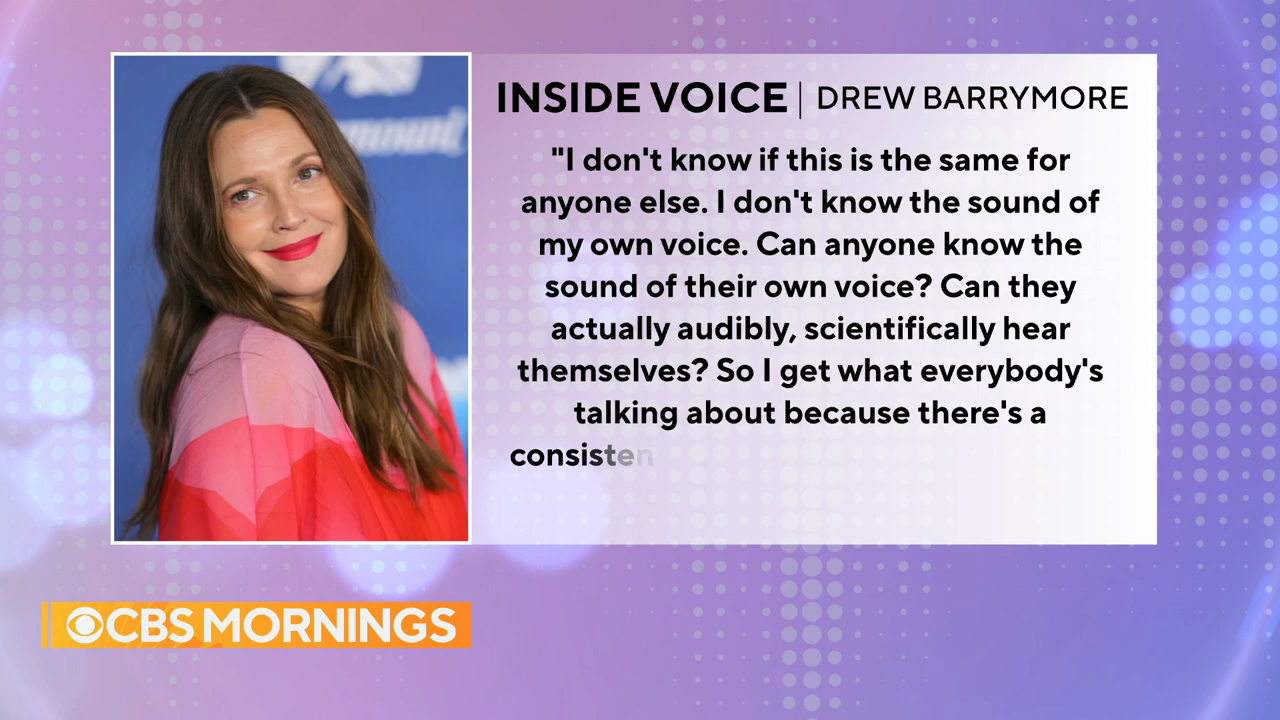 INSIDE VOICE | DREW BARRYMORE
"I don't know if this is the same for
anyone else. I don't know the sound of
my own voice. Can anyone know the
sound of their own voice? Can they
actually audibly, scientifically hear
themselves? So I get what everybody's
talking about because there's a
consisten
CBS MORNINGS